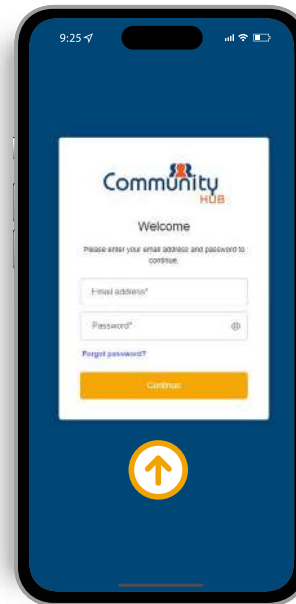 9:25
Community
HUB
Welcome
Please enter your email address and password to
continue.
Email address*
Password*
Forgot password?
Continue